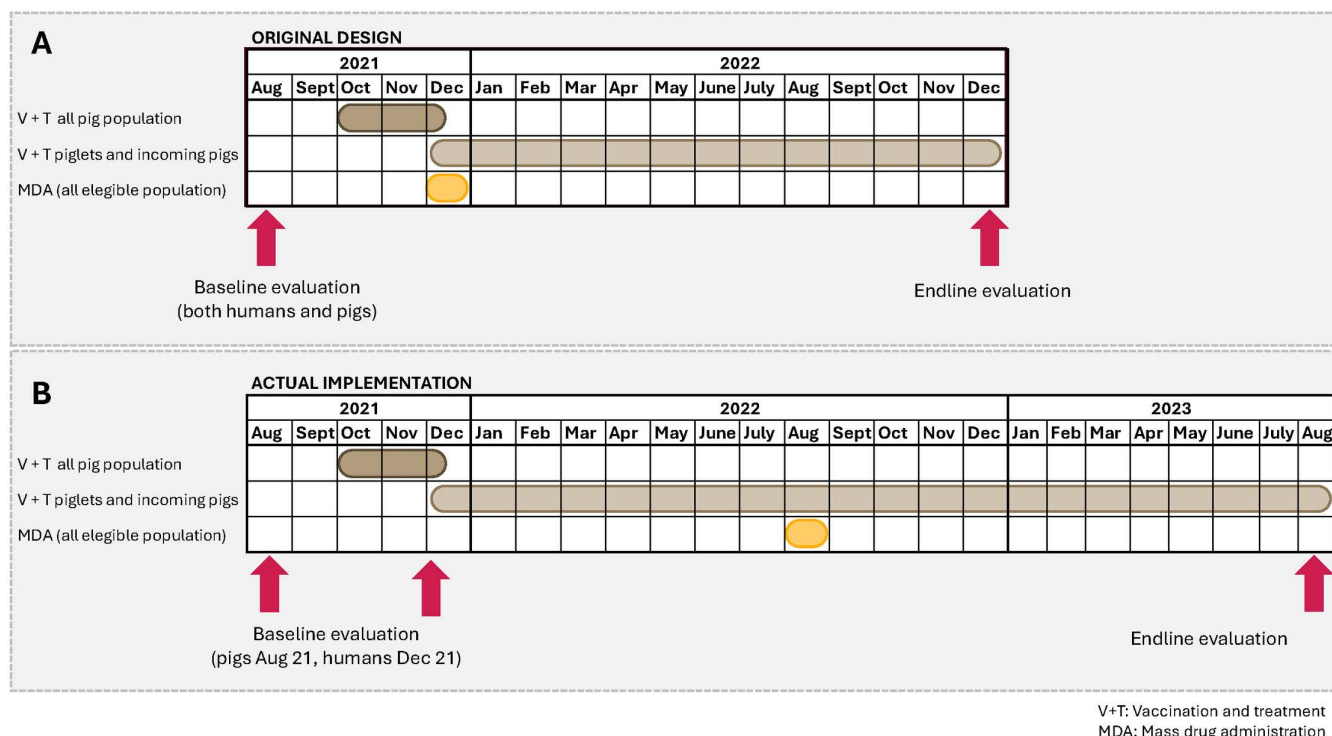 A
ORIGINAL DESIGN
2021 2022
Aug Sept Oct Nov Dec Jan Feb Mar Apr May June July Aug Sept Oct Nov Dec
V + T all pig population
V + T piglets and incoming pigs
MDA (all elegible population)
Baseline evaluation
(both humans and pigs)
Endline evaluation
B
ACTUAL IMPLEMENTATION
2021 2022 2023
Aug Sept Oct Nov Dec Jan Feb Mar Apr May June July Aug Sept Oct Nov Dec Jan Feb Mar Apr May June July Aug
V + T all pig population
V + T piglets and incoming pigs
MDA (all elegible population)
Baseline evaluation
(pigs Aug 21, humans Dec 21)
Endline evaluation
V+T: Vaccination and treatment
MDA: Mass drug administration